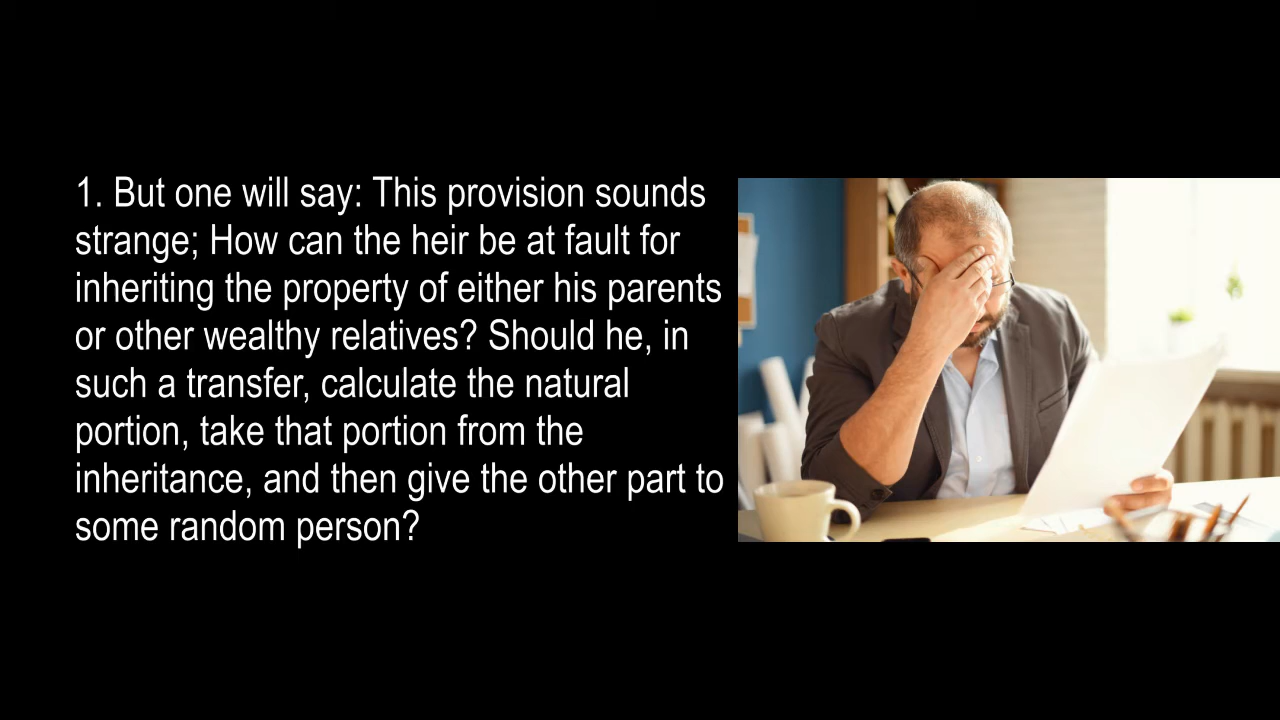 1. But one will say: This provision sounds
strange; How can the heir be at fault for
inheriting the property of either his parents
or other wealthy relatives? Should he, in
such a transfer, calculate the natural
portion, take that portion from the
inheritance, and then give the other part to
some random person?